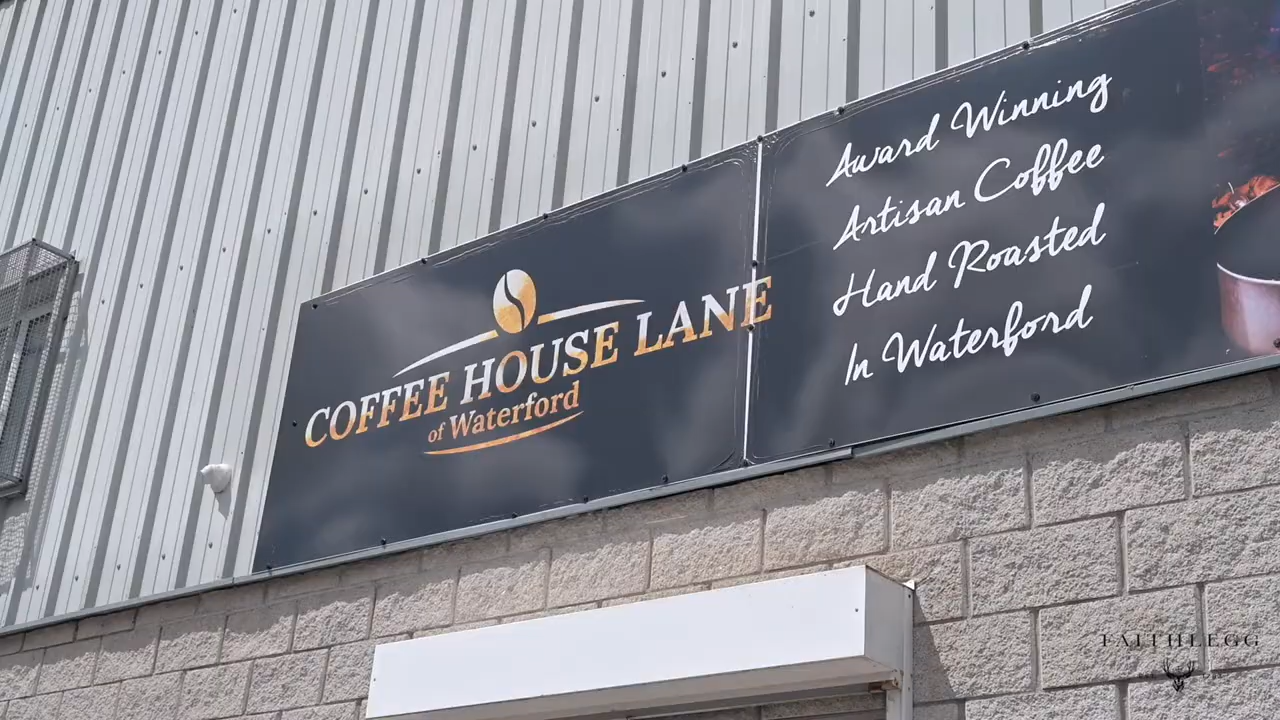 COFFEE HOUSE LANE
of Waterford
Award Winning
Artisan Coffee
Hand Roasted
In Waterford
FAITHLEGG